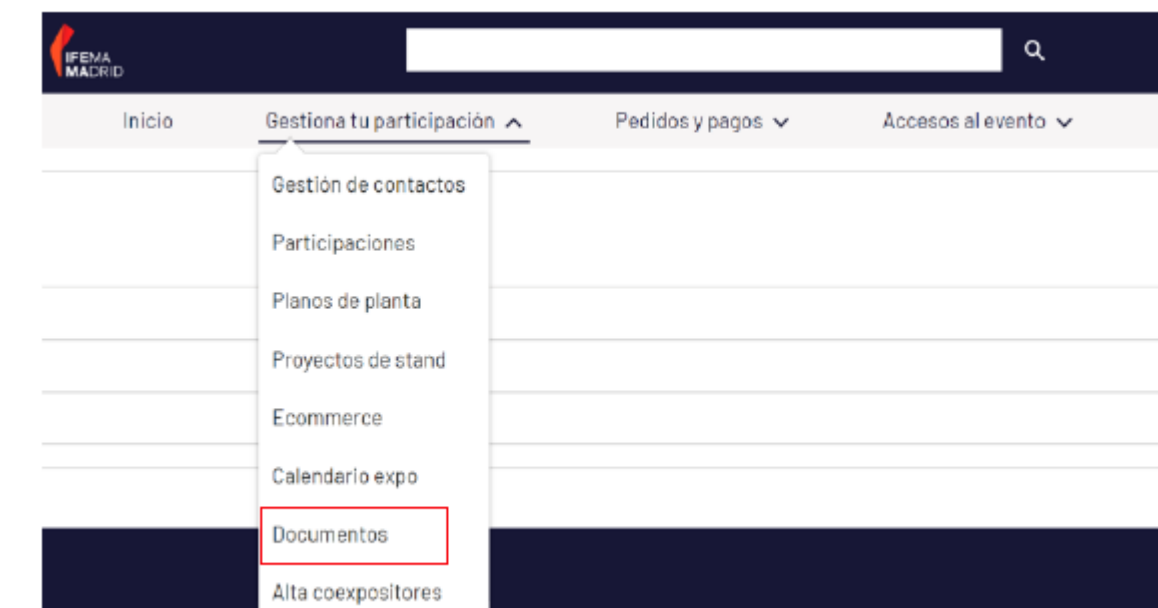 IFEMA
MADRID
Inicio
Gestiona tu participación
Pedidos y pagos
Accesos al evento
Gestión de contactos
Participaciones
Planos de planta
Proyectos de stand
Ecommerce
Calendario expo
Documentos
Alta coexpositores